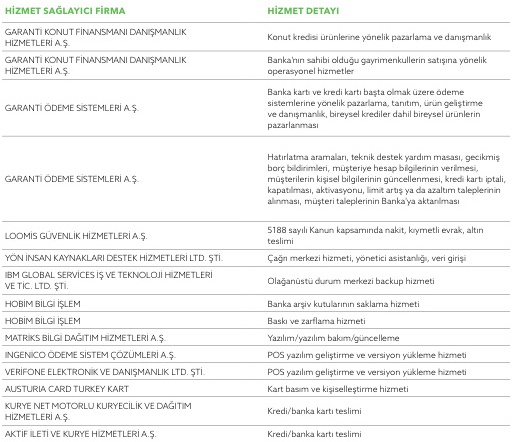 HİZMET SAĞLAYICI FİRMA
HİZMET DETAYI
GARANTİ KONUT FİNANSMANI DANIŞMANLIK
HİZMETLERİ A.Ş.
Konut kredisi ürünlerine yönelik pazarlama ve danışmanlık
GARANTİ KONUT FİNANSMANI DANIŞMANLIK
HİZMETLERİ A.Ş.
Banka'nın sahibi olduğu gayrimenkullerin satışına yönelik
operasyonel hizmetler
GARANTİ ÖDEME SİSTEMLERİ A.Ş.
Banka kartı ve kredi kartı başta olmak üzere ödeme
sistemlerine yönelik pazarlama, tanıtım, ürün geliştirme
ve danışmanlık, bireysel krediler dahil bireysel ürünlerin
pazarlanması
GARANTİ ÖDEME SİSTEMLERİ A.Ş.
Hatırlatma aramaları, teknik destek yardım masası, gecikmiş
borç bildirimleri, müşteriye hesap bilgilerinin verilmesi,
müşterilerin kişisel bilgilerinin güncellenmesi, kredi kartı iptali,
kapatılması, aktivasyonu, limit artış ya da azaltım taleplerinin
alınması, müşteri taleplerinin Banka'ya aktarılması
LOOMİS GÜVENLİK HİZMETLERİ A.Ş.
5188 sayılı Kanun kapsamında nakit, kıymetli evrak, altın
teslimi
YÖN İNSAN KAYNAKLARI DESTEK HİZMETLERİ LTD. ŞTİ.
Çağrı merkezi hizmeti, yönetici asistanlığı, veri girişi
IBM GLOBAL SERVICES İŞ VE TEKNOLOJİ HİZMETLERİ
VE TİC. LTD. ŞTİ.
Olağanüstü durum merkezi backup hizmeti
HOBİM BİLGİ İŞLEM
Banka arşiv kutularının saklama hizmeti
HOBİM BİLGİ İŞLEM
Baskı ve zarflama hizmeti
MATRİKS BİLGİ DAĞITIM HİZMETLERİ A.Ş.
Yazılım/yazılım bakım/güncelleme
INGENICO ÖDEME SİSTEM ÇÖZÜMLERİ A.Ş.
POS yazılım geliştirme ve versiyon yükleme hizmeti
VERİFONE ELEKTRONİK VE DANIŞMANLIK LTD. ŞTİ.
POS yazılım geliştirme ve versiyon yükleme hizmeti
AUSTURIA CARD TURKEY KART
Kart basım ve kişiselleştirme hizmeti
KURYE NET MOTORLU KURYECİLİK VE DAĞITIM
HİZMETLERİ A.Ş.
Kredi/banka kartı teslimi
AKTİF İLETİ VE KURYE HİZMETLERİ A.Ş.
Kredi/banka kartı teslimi